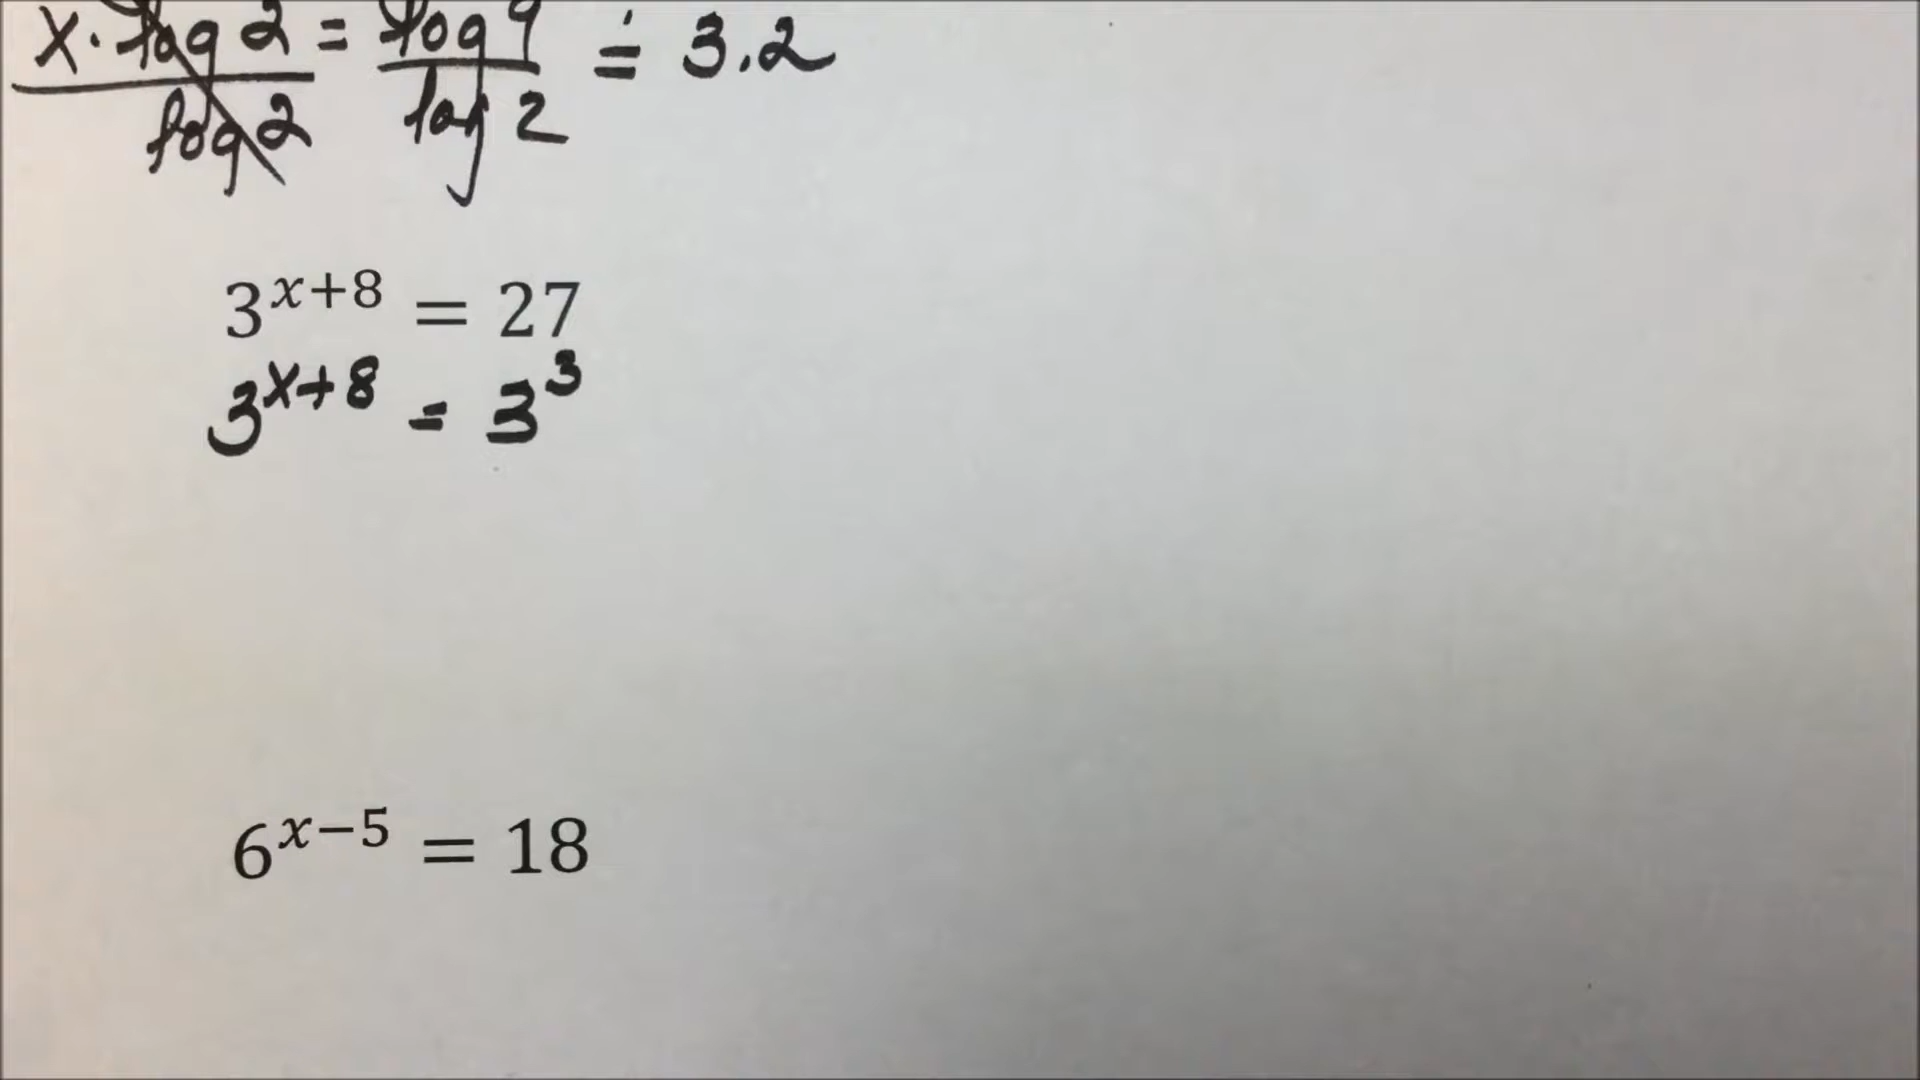 x · log 2 = log 9 ≐ 3.2
log 2 log 2
3^{x+8} = 27
3^{x+8} = 3^3
6^{x−5} = 18